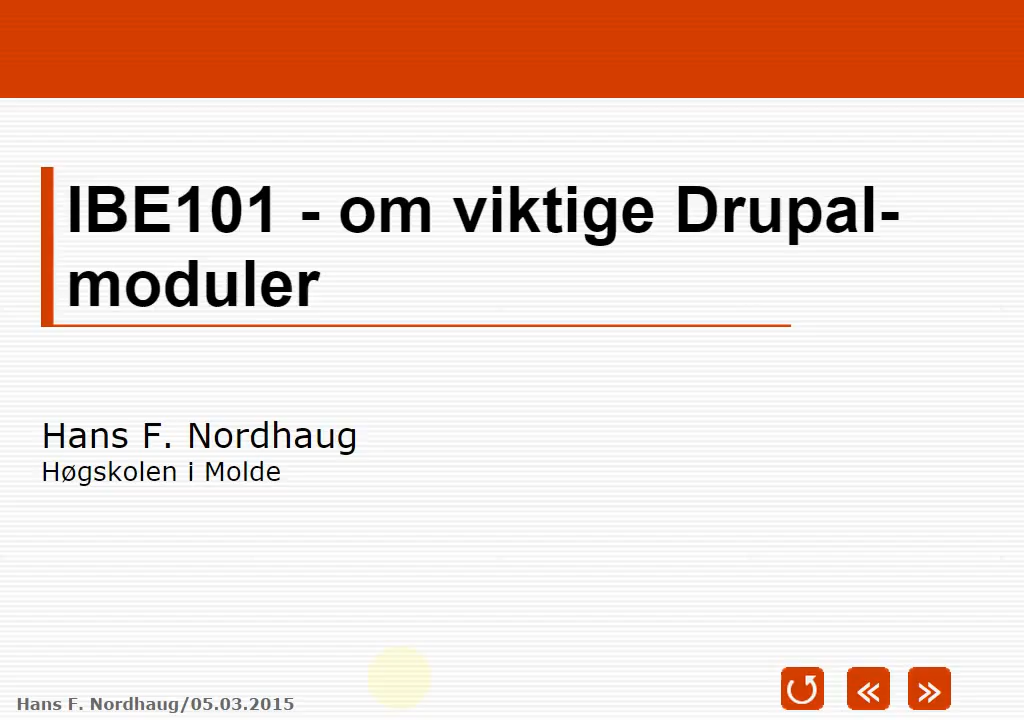 IBE101 - om viktige Drupal-
moduler
Hans F. Nordhaug
Høgskolen i Molde
Hans F. Nordhaug/05.03.2015
« »